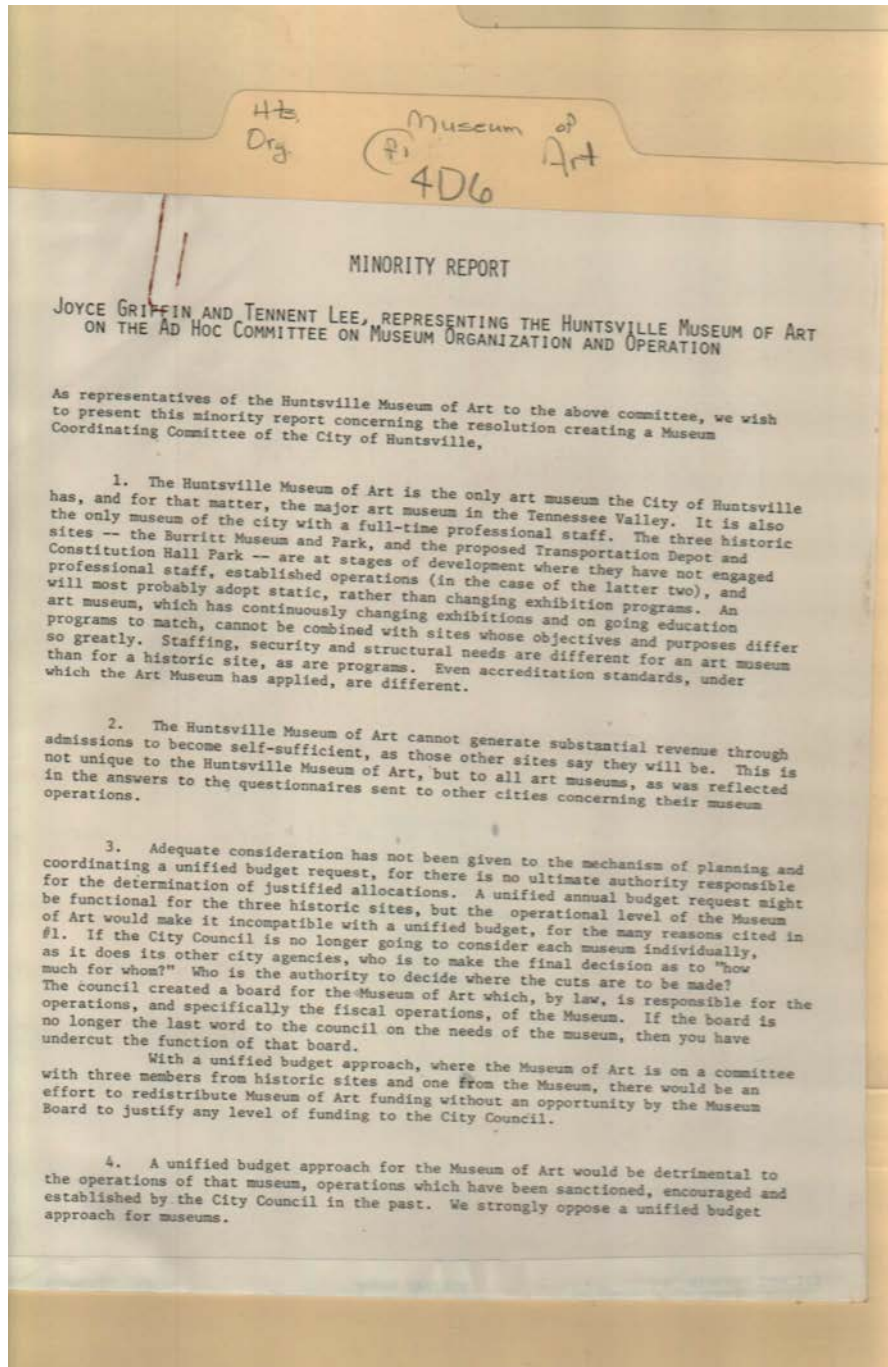 Hts. Museum of
Org. Art
4D6
MINORITY REPORT
JOYCE GRIFFIN AND TENNENT LEE, REPRESENTING THE HUNTSVILLE MUSEUM OF ART
ON THE AD HOC COMMITTEE ON MUSEUM ORGANIZATION AND OPERATION
As representatives of the Huntsville Museum of Art to the above committee, we wish
to present this minority report concerning the resolution creating a Museum
Coordinating Committee of the City of Huntsville,
1. The Huntsville Museum of Art is the only art museum the City of Huntsville
has, and for that matter, the major art museum in the Tennessee Valley. It is also
the only museum of the city with a full-time professional staff. The three historic
sites -- the Burritt Museum and Park, and the proposed Transportation Depot and
Constitution Hall Park -- are at stages of development where they have not engaged
professional staff, established operations (in the case of the latter two), and
will most probably adopt static, rather than changing exhibition programs. An
art museum, which has continuously changing exhibitions and on going education
programs to match, cannot be combined with sites whose objectives and purposes differ
so greatly. Staffing, security and structural needs are different for an art museum
than for a historic site, as are programs. Even accreditation standards, under
which the Art Museum has applied, are different.
2. The Huntsville Museum of Art cannot generate substantial revenue through
admissions to become self-sufficient, as those other sites say they will be. This is
not unique to the Huntsville Museum of Art, but to all art museums, as was reflected
in the answers to the questionnaires sent to other cities concerning their museum
operations.
3. Adequate consideration has not been given to the mechanism of planning and
coordinating a unified budget request, for there is no ultimate authority responsible
for the determination of justified allocations. A unified annual budget request might
be functional for the three historic sites, but the operational level of the Museum
of Art would make it incompatible with a unified budget, for the many reasons cited in
#1. If the City Council is no longer going to consider each museum individually,
as it does its other city agencies, who is to make the final decision as to "how
much for whom?" Who is the authority to decide where the cuts are to be made?
The council created a board for the Museum of Art which, by law, is responsible for the
operations, and specifically the fiscal operations, of the Museum. If the board is
no longer the last word to the council on the needs of the museum, then you have
undercut the function of that board.
With a unified budget approach, where the Museum of Art is on a committee
with three members from historic sites and one from the Museum, there would be an
effort to redistribute Museum of Art funding without an opportunity by the Museum
Board to justify any level of funding to the City Council.
4. A unified budget approach for the Museum of Art would be detrimental to
the operations of that museum, operations which have been sanctioned, encouraged and
established by the City Council in the past. We strongly oppose a unified budget
approach for museums.